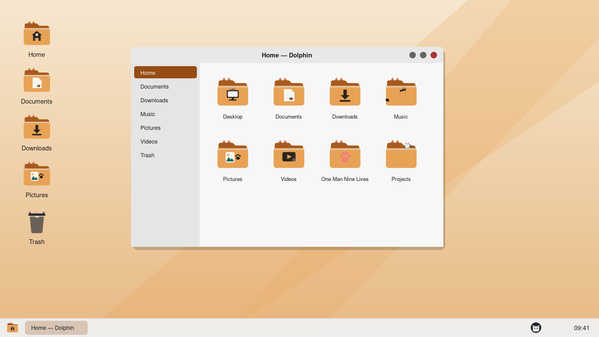 Home
Documents
Downloads
Pictures
Trash
Home — Dolphin
Home
Documents
Downloads
Music
Pictures
Videos
Trash
Desktop
Documents
Downloads
Music
Pictures
Videos
One Man Nine Lives
Projects
Home — Dolphin
09:41